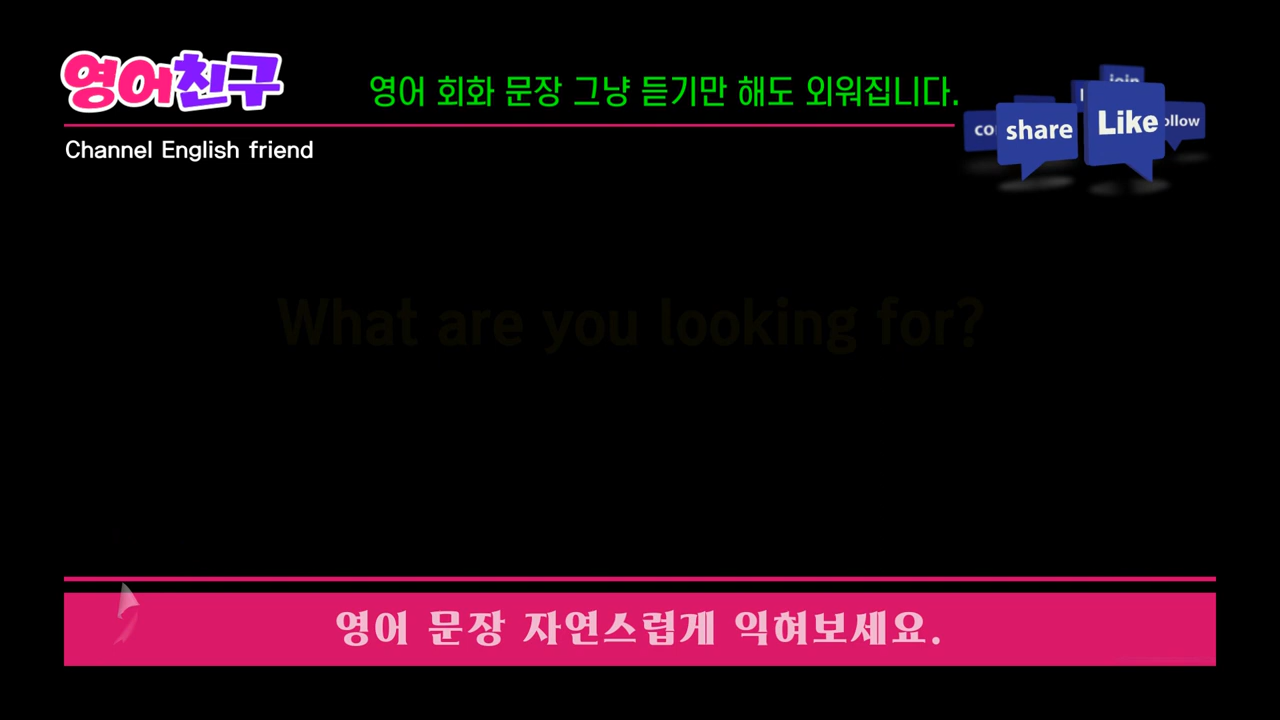 영어친구
영어 회화 문장 그냥 듣기만 해도 외워집니다.
join
share
Like
Channel English friend
What are you looking for?
영어 문장 자연스럽게 익혀보세요.